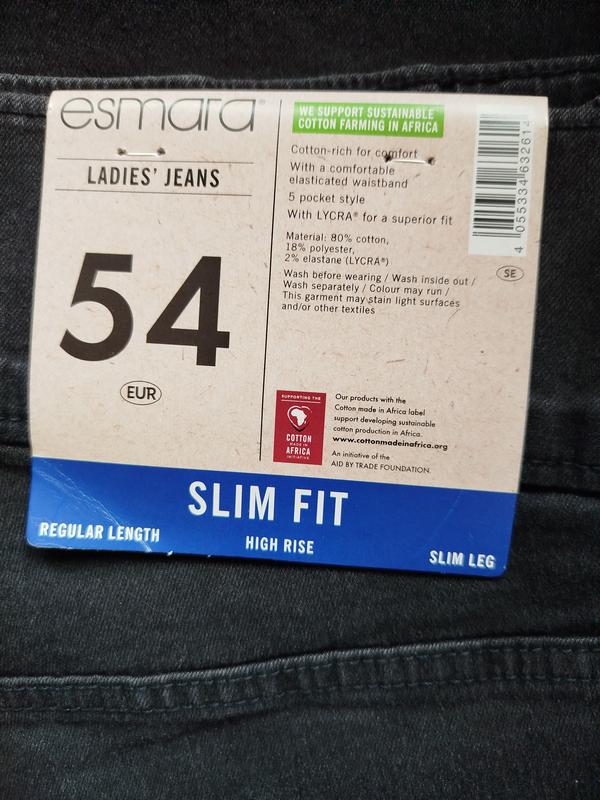 esmara®
LADIES' JEANS
54
EUR
WE SUPPORT SUSTAINABLE
COTTON FARMING IN AFRICA
Cotton-rich for comfort
With a comfortable
elasticated waistband
5 pocket style
With LYCRA® for a superior fit
Material: 80% cotton,
18% polyester,
2% elastane (LYCRA®)
Wash before wearing / Wash inside out /
Wash separately / Colour may run /
This garment may stain light surfaces
and/or other textiles
4 055334 63261
SE
SUPPORTING THE
COTTON
MADE IN
AFRICA
INITIATIVE
Our products with the
Cotton made in Africa label
support developing sustainable
cotton production in Africa.
www.cottonmadeinafrica.org
An initiative of the
AID BY TRADE FOUNDATION.
SLIM FIT
REGULAR LENGTH
HIGH RISE
SLIM LEG